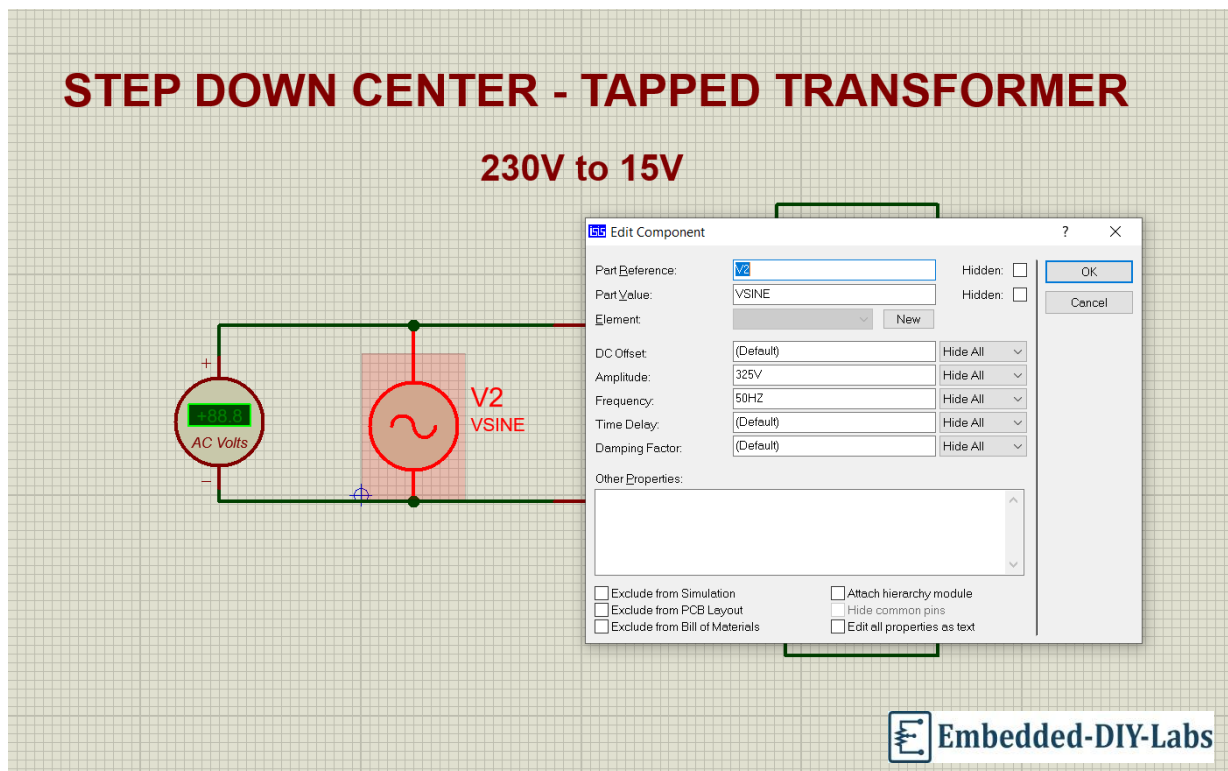 STEP DOWN CENTER - TAPPED TRANSFORMER
230V to 15V
+
+88.8
AC Volts
−
V2
VSINE
isis Edit Component ? ×
Part Reference: V2 Hidden: OK
Part Value: VSINE Hidden: Cancel
Element: New
DC Offset: (Default) Hide All
Amplitude: 325V Hide All
Frequency: 50HZ Hide All
Time Delay: (Default) Hide All
Damping Factor: (Default) Hide All
Other Properties:
Exclude from Simulation Attach hierarchy module
Exclude from PCB Layout Hide common pins
Exclude from Bill of Materials Edit all properties as text
Embedded-DIY-Labs